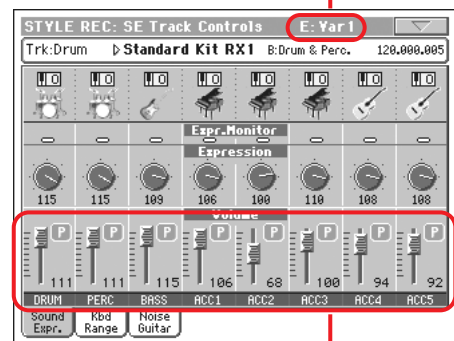 STYLE REC: SE Track Controls E: Var1
Trk:Drum Standard Kit RX1 B:Drum & Perc. 120.000.005
Expr.Monitor
Expression
115 115 109 106 100 110 108 108
Volume
P P P P P P P P
111 111 115 106 68 100 94 92
DRUM PERC BASS ACC1 ACC2 ACC3 ACC4 ACC5
Sound Expr. Kbd Range Noise Guitar